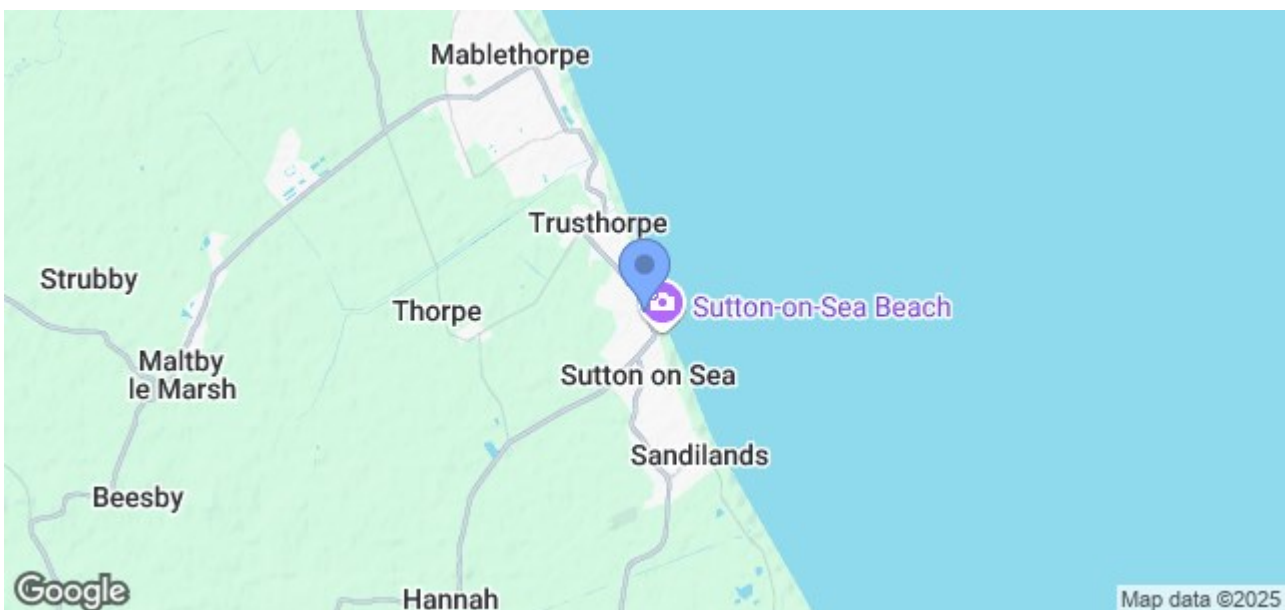 Mablethorpe
Trusthorpe
Strubby
Thorpe
Sutton-on-Sea Beach
Maltby
le Marsh
Sutton on Sea
Sandilands
Beesby
Hannah
Google
Map data ©2025